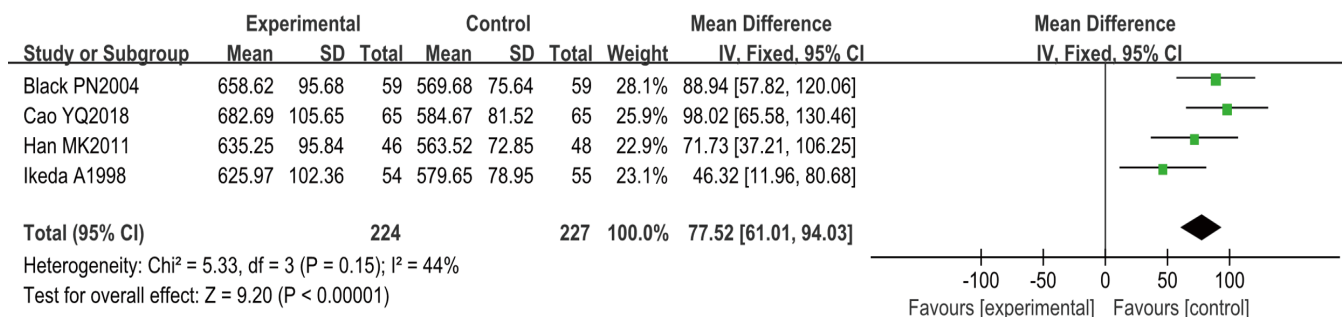 Experimental Control Mean Difference Mean Difference
Study or Subgroup Mean SD Total Mean SD Total Weight IV, Fixed, 95% CI IV, Fixed, 95% CI
Black PN2004 658.62 95.68 59 569.68 75.64 59 28.1% 88.94 [57.82, 120.06]
Cao YQ2018 682.69 105.65 65 584.67 81.52 65 25.9% 98.02 [65.58, 130.46]
Han MK2011 635.25 95.84 46 563.52 72.85 48 22.9% 71.73 [37.21, 106.25]
Ikeda A1998 625.97 102.36 54 579.65 78.95 55 23.1% 46.32 [11.96, 80.68]
Total (95% CI) 224 227 100.0% 77.52 [61.01, 94.03]
Heterogeneity: Chi² = 5.33, df = 3 (P = 0.15); I² = 44%
Test for overall effect: Z = 9.20 (P < 0.00001)
-100 -50 0 50 100
Favours [experimental] Favours [control]